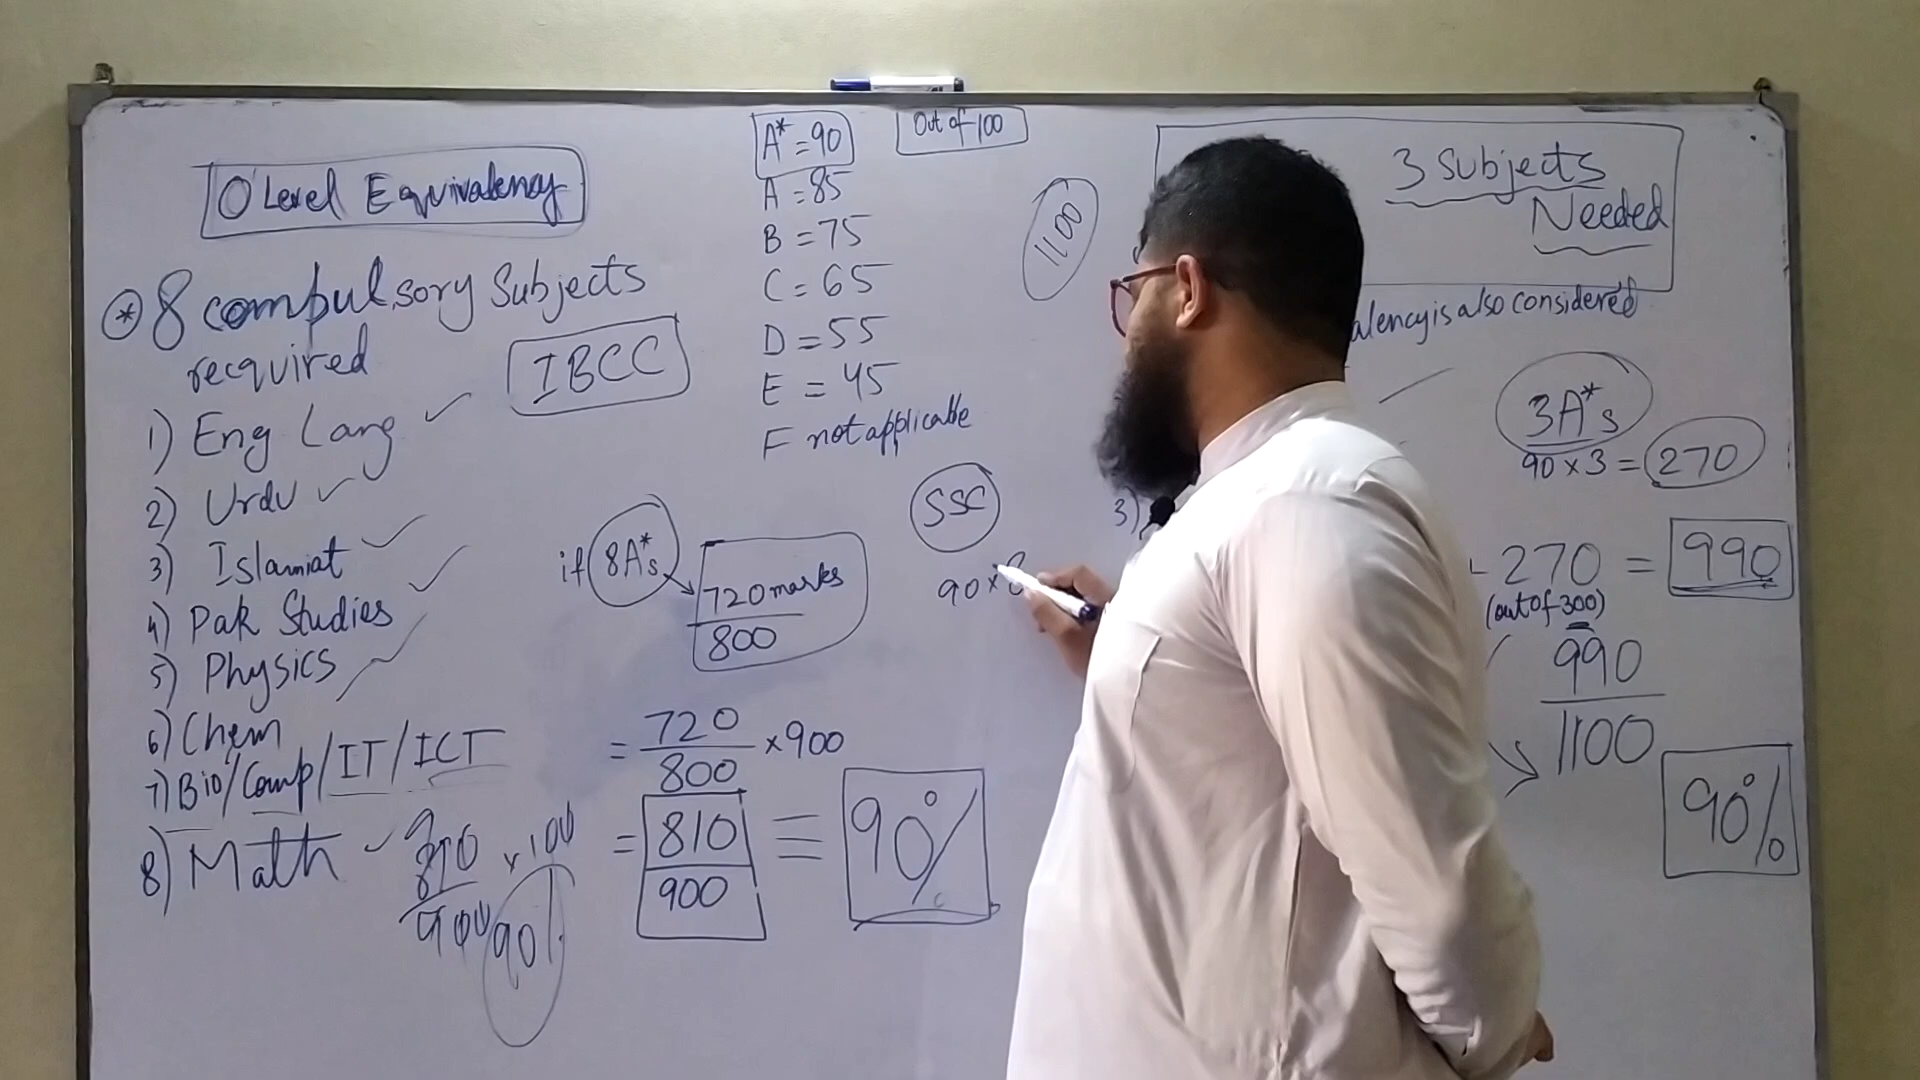 O'Level Equivalency
* 8 compulsory Subjects
required
IBCC
1) Eng Lang ✓
2) Urdu ✓
3) Islamiat ✓
4) Pak Studies ✓
5) Physics ✓
6) Chem
7) Bio/Comp/IT/ICT
8) Math ✓
810/900 × 100
90%
A* = 90
Out of 100
A = 85
B = 75
C = 65
D = 55
E = 45
F not applicable
if 8A*s → 720 marks
800
= 720/800 × 900
= 810/900 ≡ 90%
SSC
90 ×
1100
3 Subjects
Needed
is also considered
3)
3A*s
90 × 3 = 270
270 = 990
(out of 300)
990
1100
90%